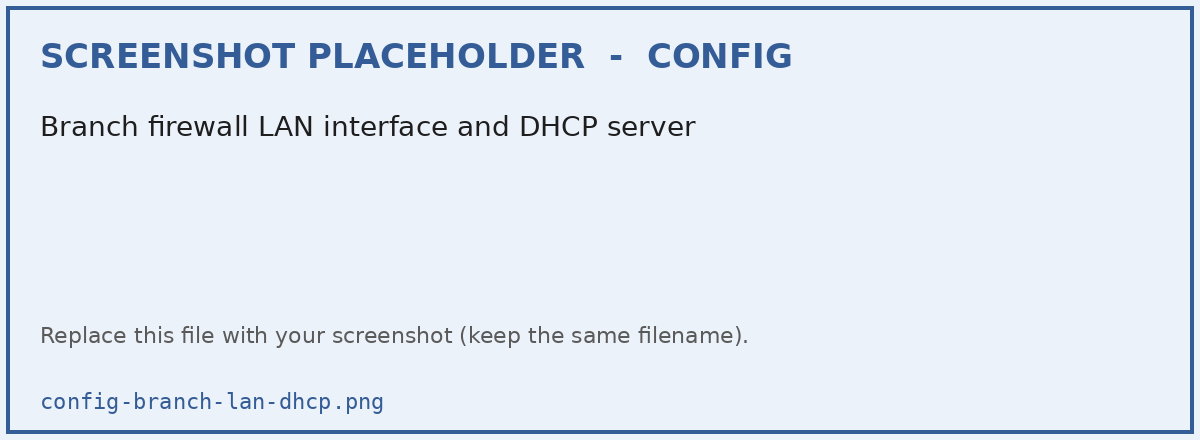 SCREENSHOT PLACEHOLDER - CONFIG
Branch firewall LAN interface and DHCP server
Replace this file with your screenshot (keep the same filename).
config-branch-lan-dhcp.png